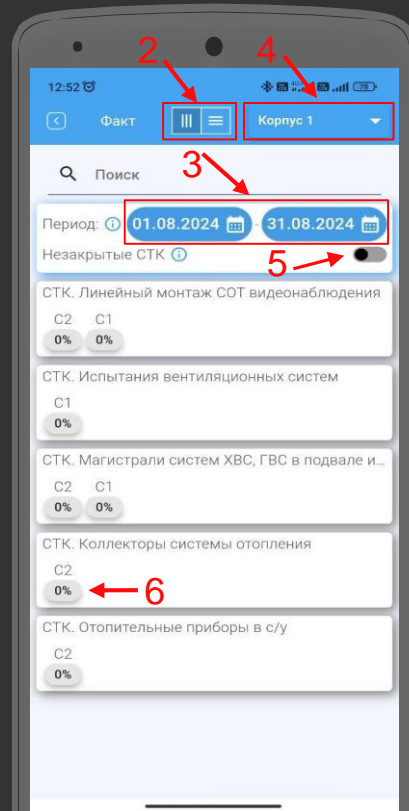 2
4
12:52
78
Факт
Корпус 1
Поиск
3
Период: 01.08.2024 - 31.08.2024
Незакрытые СТК
5
СТК. Линейный монтаж СОТ видеонаблюдения
С2 С1
0% 0%
СТК. Испытания вентиляционных систем
С1
0%
СТК. Магистрали систем ХВС, ГВС в подвале и...
С2 С1
0% 0%
СТК. Коллекторы системы отопления
С2
0% 6
СТК. Отопительные приборы в с/у
С2
0%